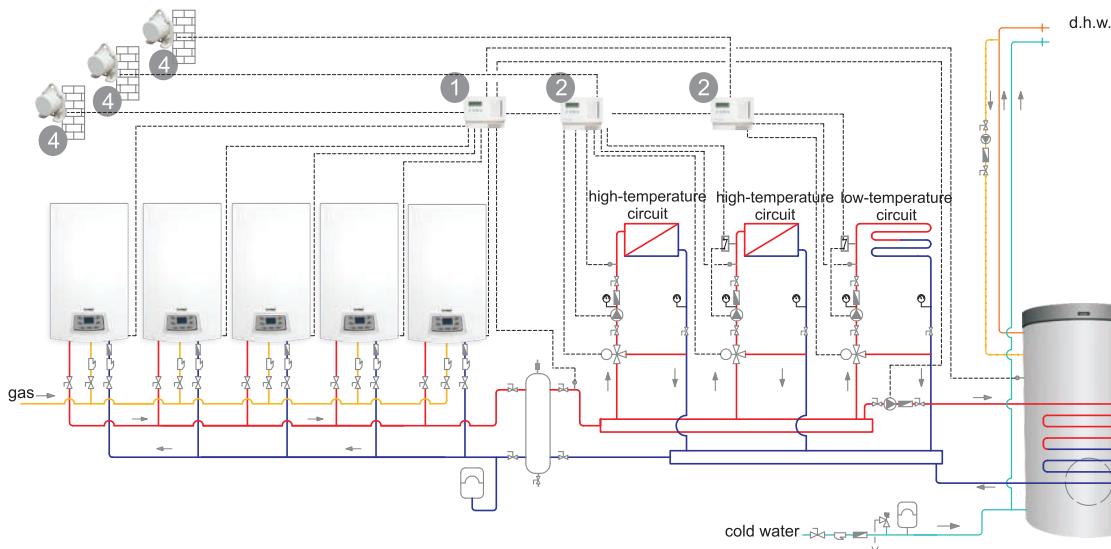 d.h.w.
4
4
4
1
2
2
high-temperature
circuit
high-temperature
circuit
low-temperature
circuit
gas
cold water